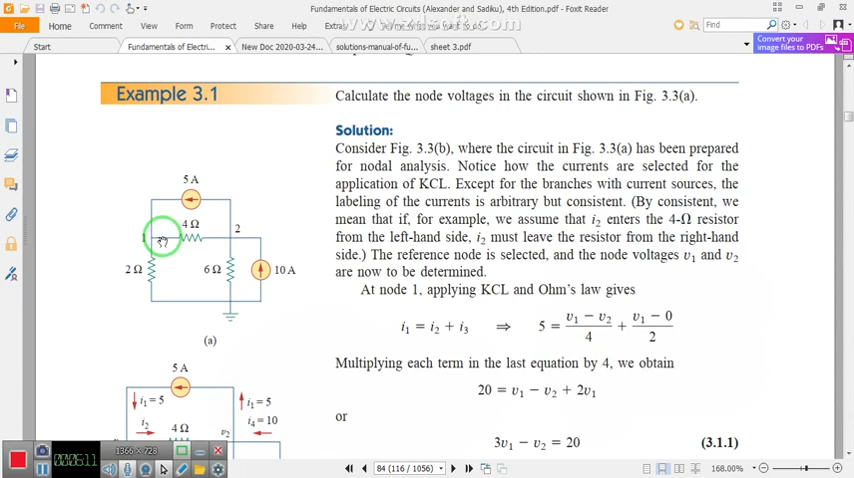 Fundamentals of Electric Circuits (Alexander and Sadiku), 4th Edition.pdf - Foxit Reader
www.zdsoft.com
File
Home
Comment
View
Form
Protect
Share
Help
Extra
Find
Start
Fundamentals of Electri...
New Doc 2020-03-24...
solutions-manual-of-fu...
sheet 3.pdf
Convert your
image files to PDFs
Example 3.1
Calculate the node voltages in the circuit shown in Fig. 3.3(a).
Solution:
Consider Fig. 3.3(b), where the circuit in Fig. 3.3(a) has been prepared
for nodal analysis. Notice how the currents are selected for the
application of KCL. Except for the branches with current sources, the
labeling of the currents is arbitrary but consistent. (By consistent, we
mean that if, for example, we assume that i₂ enters the 4-Ω resistor
from the left-hand side, i₂ must leave the resistor from the right-hand
side.) The reference node is selected, and the node voltages v₁ and v₂
are now to be determined.
At node 1, applying KCL and Ohm's law gives
i₁ = i₂ + i₃ ⇒ 5 = (v₁ − v₂)/4 + (v₁ − 0)/2
Multiplying each term in the last equation by 4, we obtain
20 = v₁ − v₂ + 2v₁
or
3v₁ − v₂ = 20 (3.1.1)
5 A
4 Ω
1
2
2 Ω
6 Ω
10 A
(a)
5 A
i₁ = 5
i₁ = 5
i₂
4 Ω
v₂
i₄ = 10
1366 × 728
00:06:11
84 (116 / 1056)
168.00%